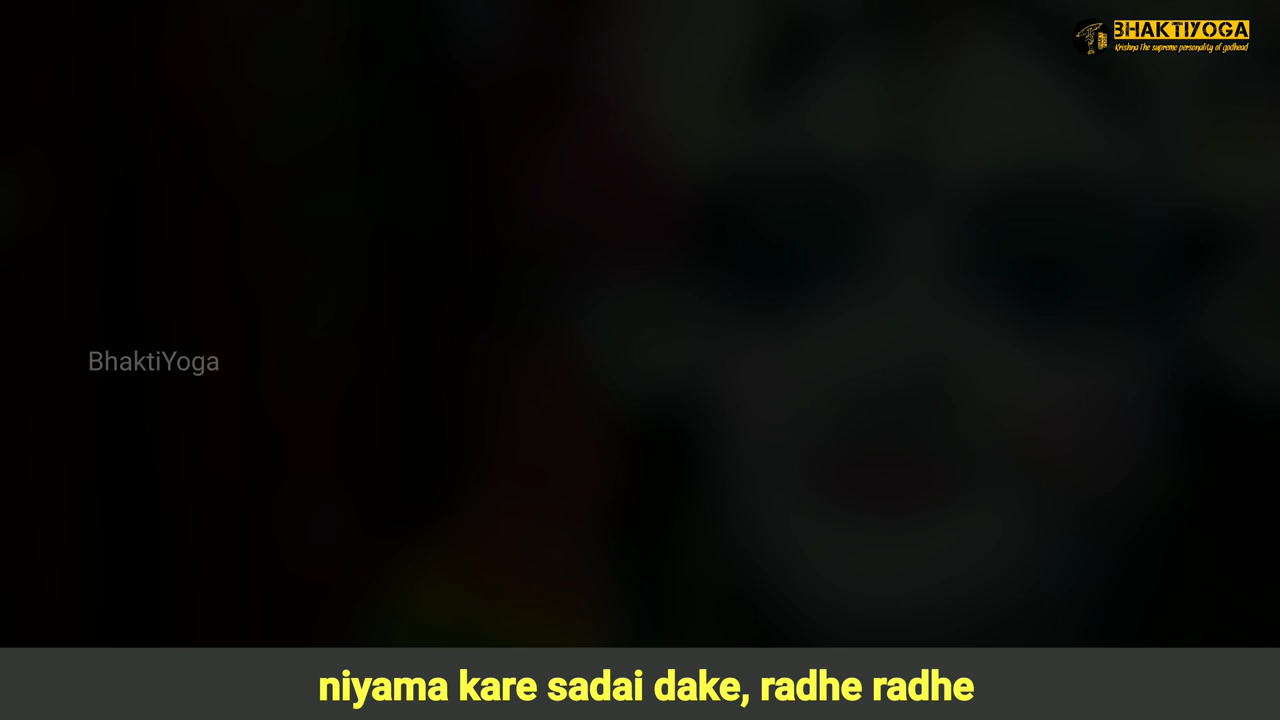 BHAKTIYOGA
Krishna The supreme personality of godhead
BhaktiYoga
niyama kare sadai dake, radhe radhe